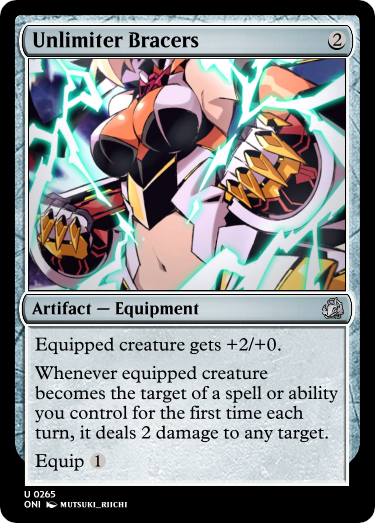 Unlimiter Bracers 2
Artifact — Equipment
Equipped creature gets +2/+0.
Whenever equipped creature
becomes the target of a spell or ability
you control for the first time each
turn, it deals 2 damage to any target.
Equip 1
U 0265
ONI MUTSUKI_RIICHI